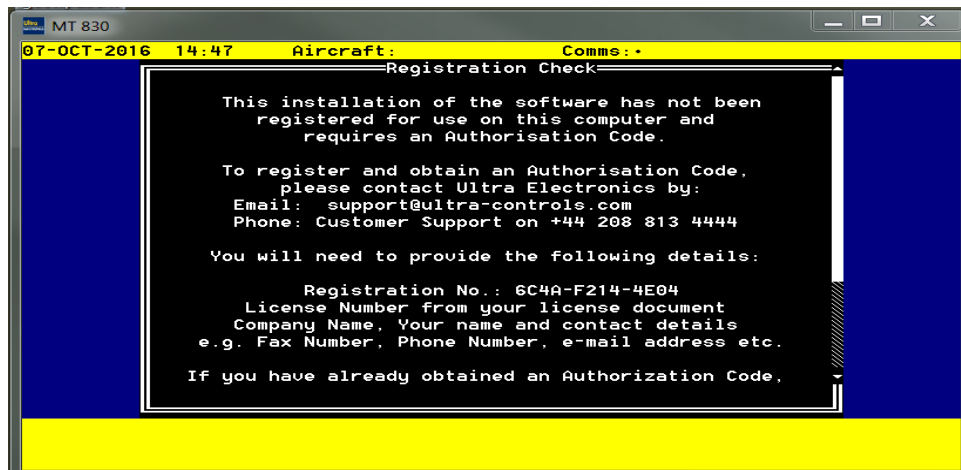 Ultra
MT 830
07-OCT-2016 14:47 Aircraft: Comms:·
Registration Check
This installation of the software has not been
registered for use on this computer and
requires an Authorisation Code.
To register and obtain an Authorisation Code,
please contact Ultra Electronics by:
Email: support@ultra-controls.com
Phone: Customer Support on +44 208 813 4444
You will need to provide the following details:
Registration No.: 6C4A-F214-4E04
License Number from your license document
Company Name, Your name and contact details
e.g. Fax Number, Phone Number, e-mail address etc.
If you have already obtained an Authorization Code,